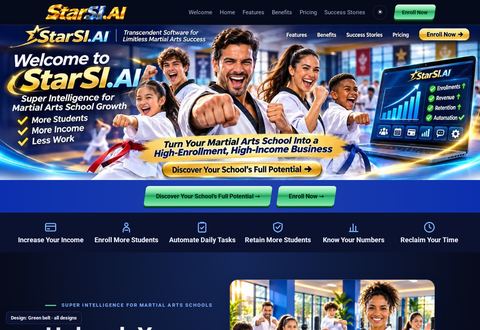 StarSI.AI
Welcome Home Features Benefits Pricing Success Stories
Enroll Now
StarSI.AI
Transcendent Software for
Limitless Martial Arts Success
Features Benefits Success Stories Pricing
Enroll Now →
Welcome to
StarSI.AI
Super Intelligence for
Martial Arts School Growth
✓ More Students
✓ More Income
✓ Less Work
StarSI.AI
Enrollments ↑
Revenue ↑
Retention ↑
Automation ✓
Turn Your Martial Arts School Into a
High-Enrollment, High-Income Business
Discover Your School's Full Potential →
Discover Your School's Full Potential →
Enroll Now →
Increase Your Income
Enroll More Students
Automate Daily Tasks
Retain More Students
Know Your Numbers
Reclaim Your Time
SUPER INTELLIGENCE FOR MARTIAL ARTS SCHOOLS
Design: Green belt · all designs